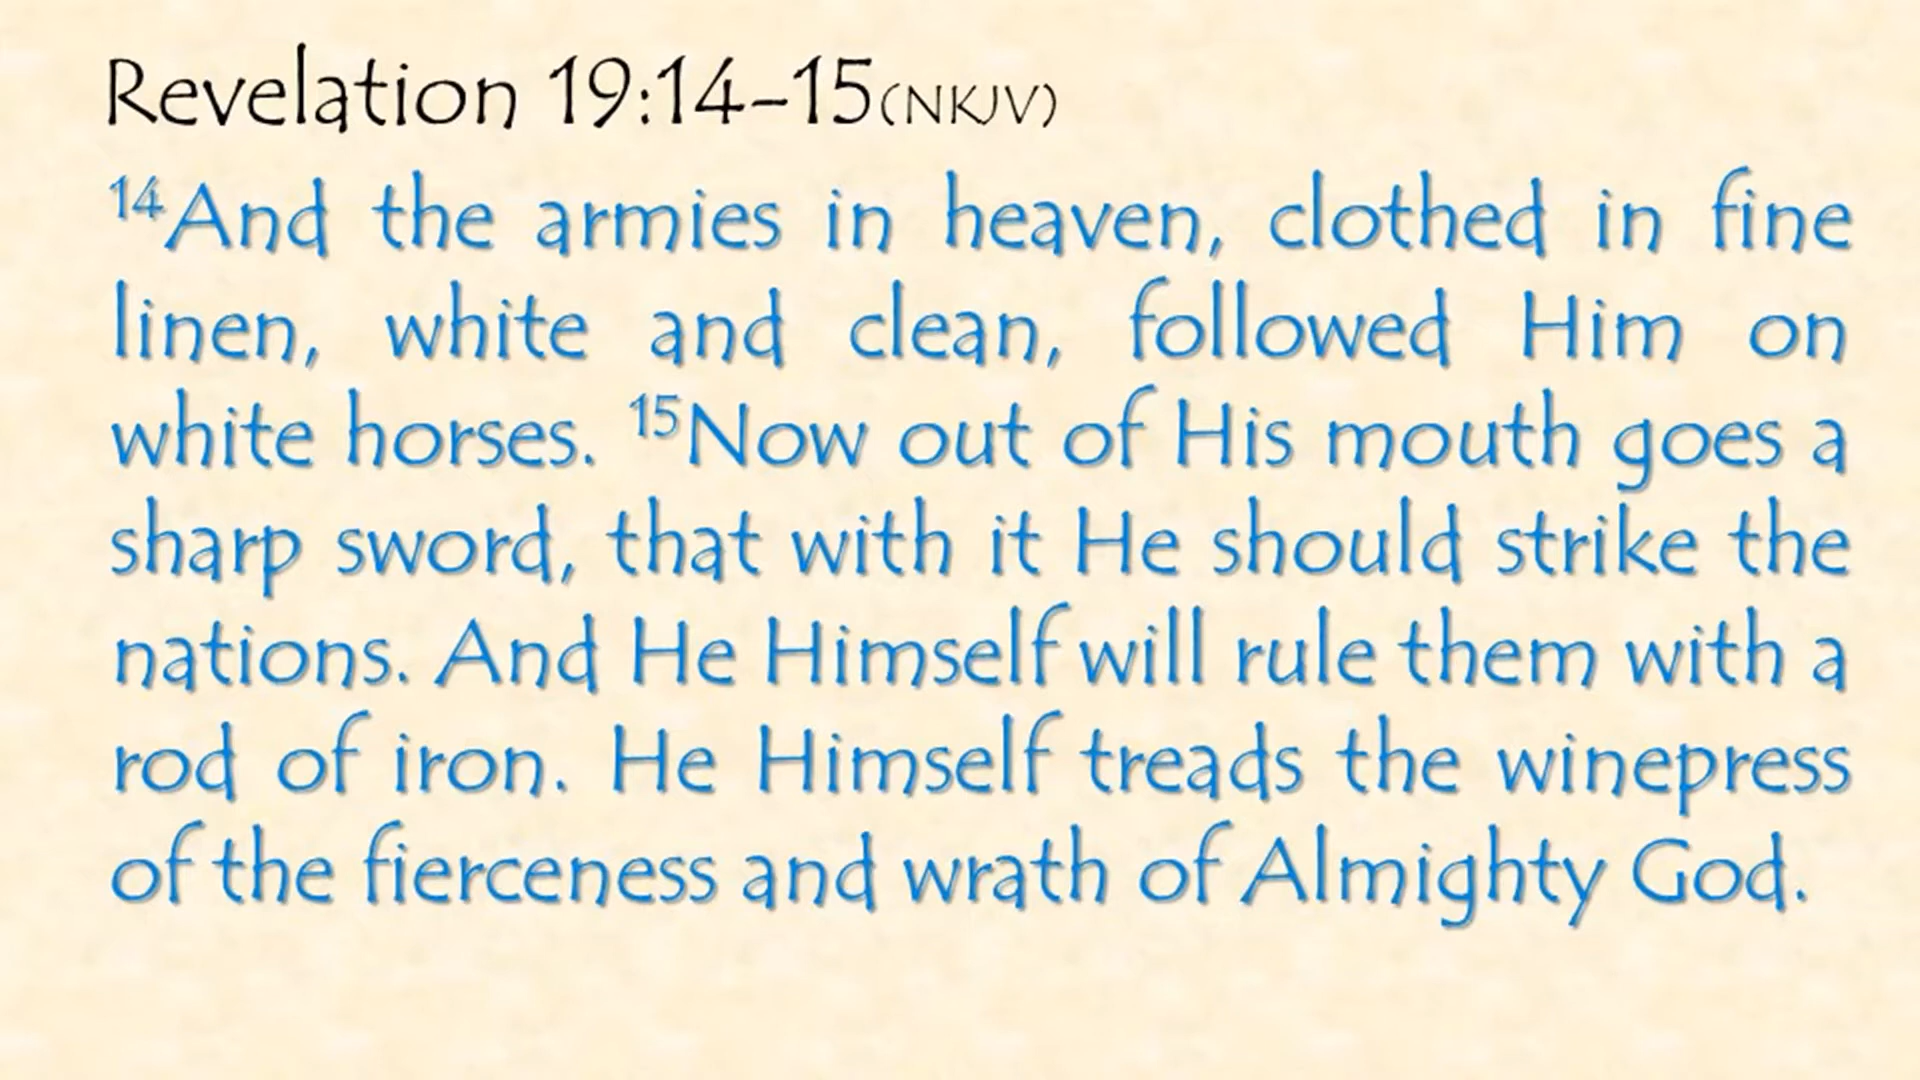 Revelation 19:14-15(NKJV)
14And the armies in heaven, clothed in fine
linen, white and clean, followed Him on
white horses. 15Now out of His mouth goes a
sharp sword, that with it He should strike the
nations. And He Himself will rule them with a
rod of iron. He Himself treads the winepress
of the fierceness and wrath of Almighty God.